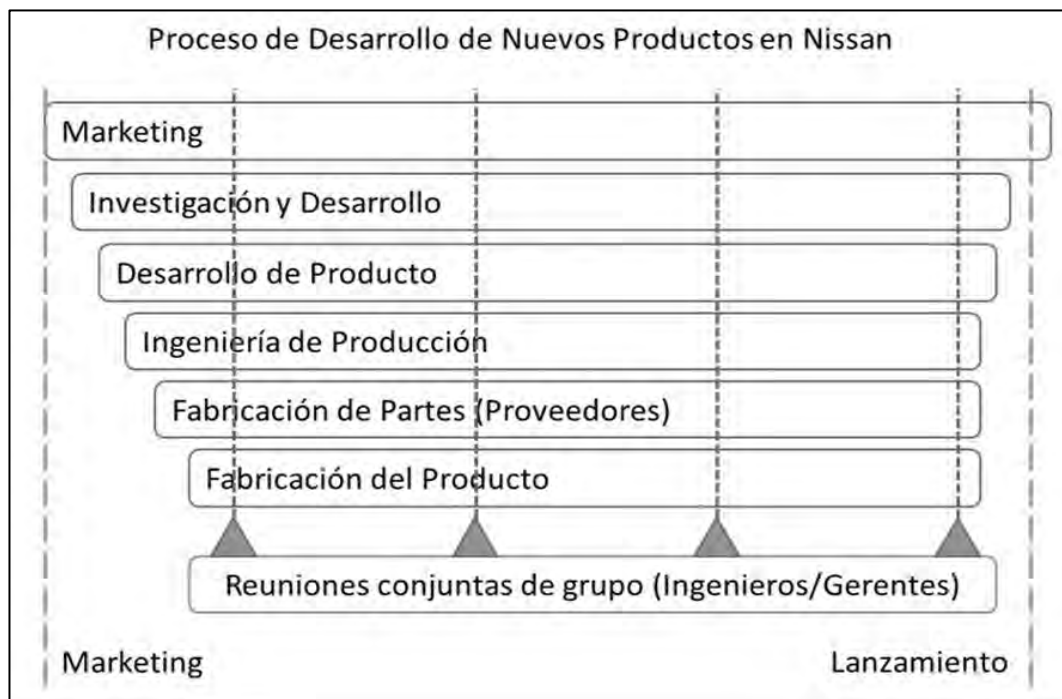 Proceso de Desarrollo de Nuevos Productos en Nissan
Marketing
Investigación y Desarrollo
Desarrollo de Producto
Ingeniería de Producción
Fabricación de Partes (Proveedores)
Fabricación del Producto
Reuniones conjuntas de grupo (Ingenieros/Gerentes)
Marketing
Lanzamiento